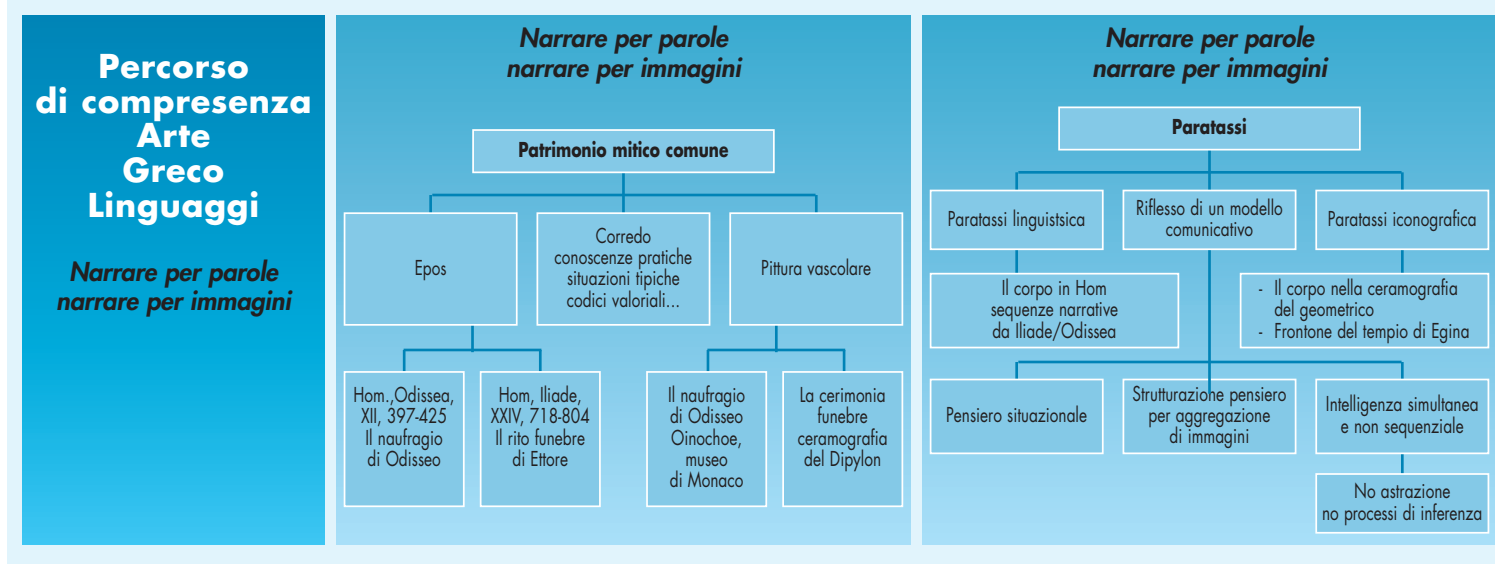 Percorso
di compresenza
Arte
Greco
Linguaggi
Narrare per parole
narrare per immagini
Narrare per parole
narrare per immagini
Patrimonio mitico comune
Epos
Corredo
conoscenze pratiche
situazioni tipiche
codici valoriali...
Pittura vascolare
Hom.,Odissea,
XII, 397-425
Il naufragio
di Odisseo
Hom, Iliade,
XXIV, 718-804
Il rito funebre
di Ettore
Il naufragio
di Odisseo
Oinochoe,
museo
di Monaco
La cerimonia
funebre
ceramografia
del Dipylon
Narrare per parole
narrare per immagini
Paratassi
Paratassi linguistsica
Riflesso di un modello
comunicativo
Paratassi iconografica
Il corpo in Hom
sequenze narrative
da Iliade/Odissea
- Il corpo nella ceramografia
del geometrico
- Frontone del tempio di Egina
Pensiero situazionale
Strutturazione pensiero
per aggregazione
di immagini
Intelligenza simultanea
e non sequenziale
No astrazione
no processi di inferenza